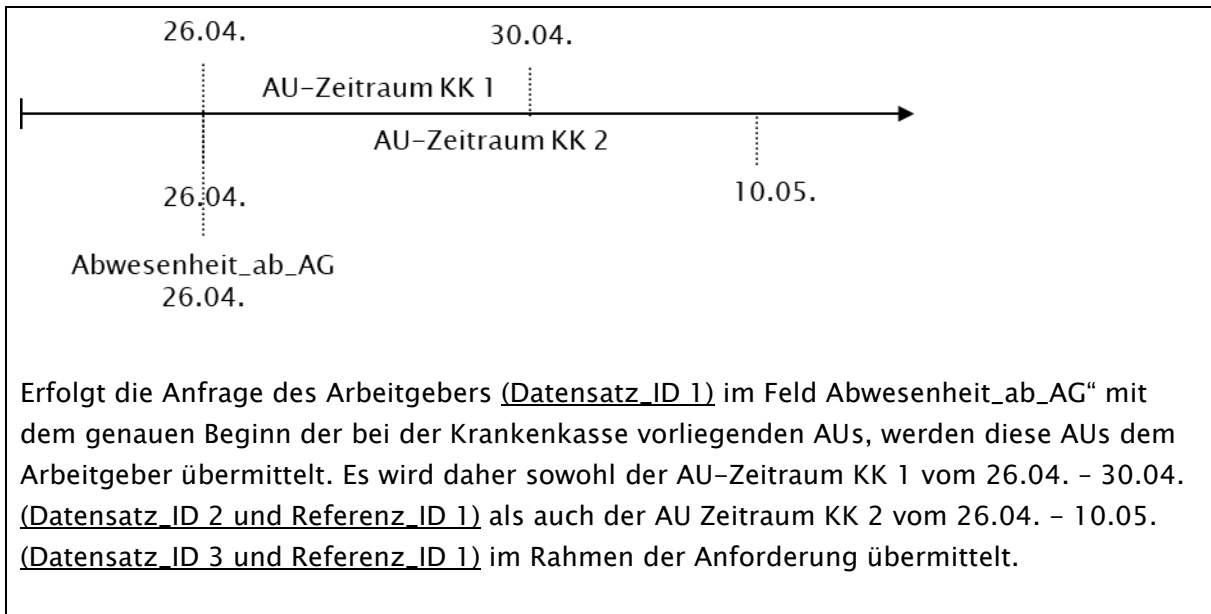 26.04.
30.04.
AU-Zeitraum KK 1
AU-Zeitraum KK 2
26.04.
10.05.
Abwesenheit_ab_AG
26.04.
Erfolgt die Anfrage des Arbeitgebers (Datensatz_ID 1) im Feld Abwesenheit_ab_AG“ mit
dem genauen Beginn der bei der Krankenkasse vorliegenden AUs, werden diese AUs dem
Arbeitgeber übermittelt. Es wird daher sowohl der AU-Zeitraum KK 1 vom 26.04. – 30.04.
(Datensatz_ID 2 und Referenz_ID 1) als auch der AU Zeitraum KK 2 vom 26.04. – 10.05.
(Datensatz_ID 3 und Referenz_ID 1) im Rahmen der Anforderung übermittelt.